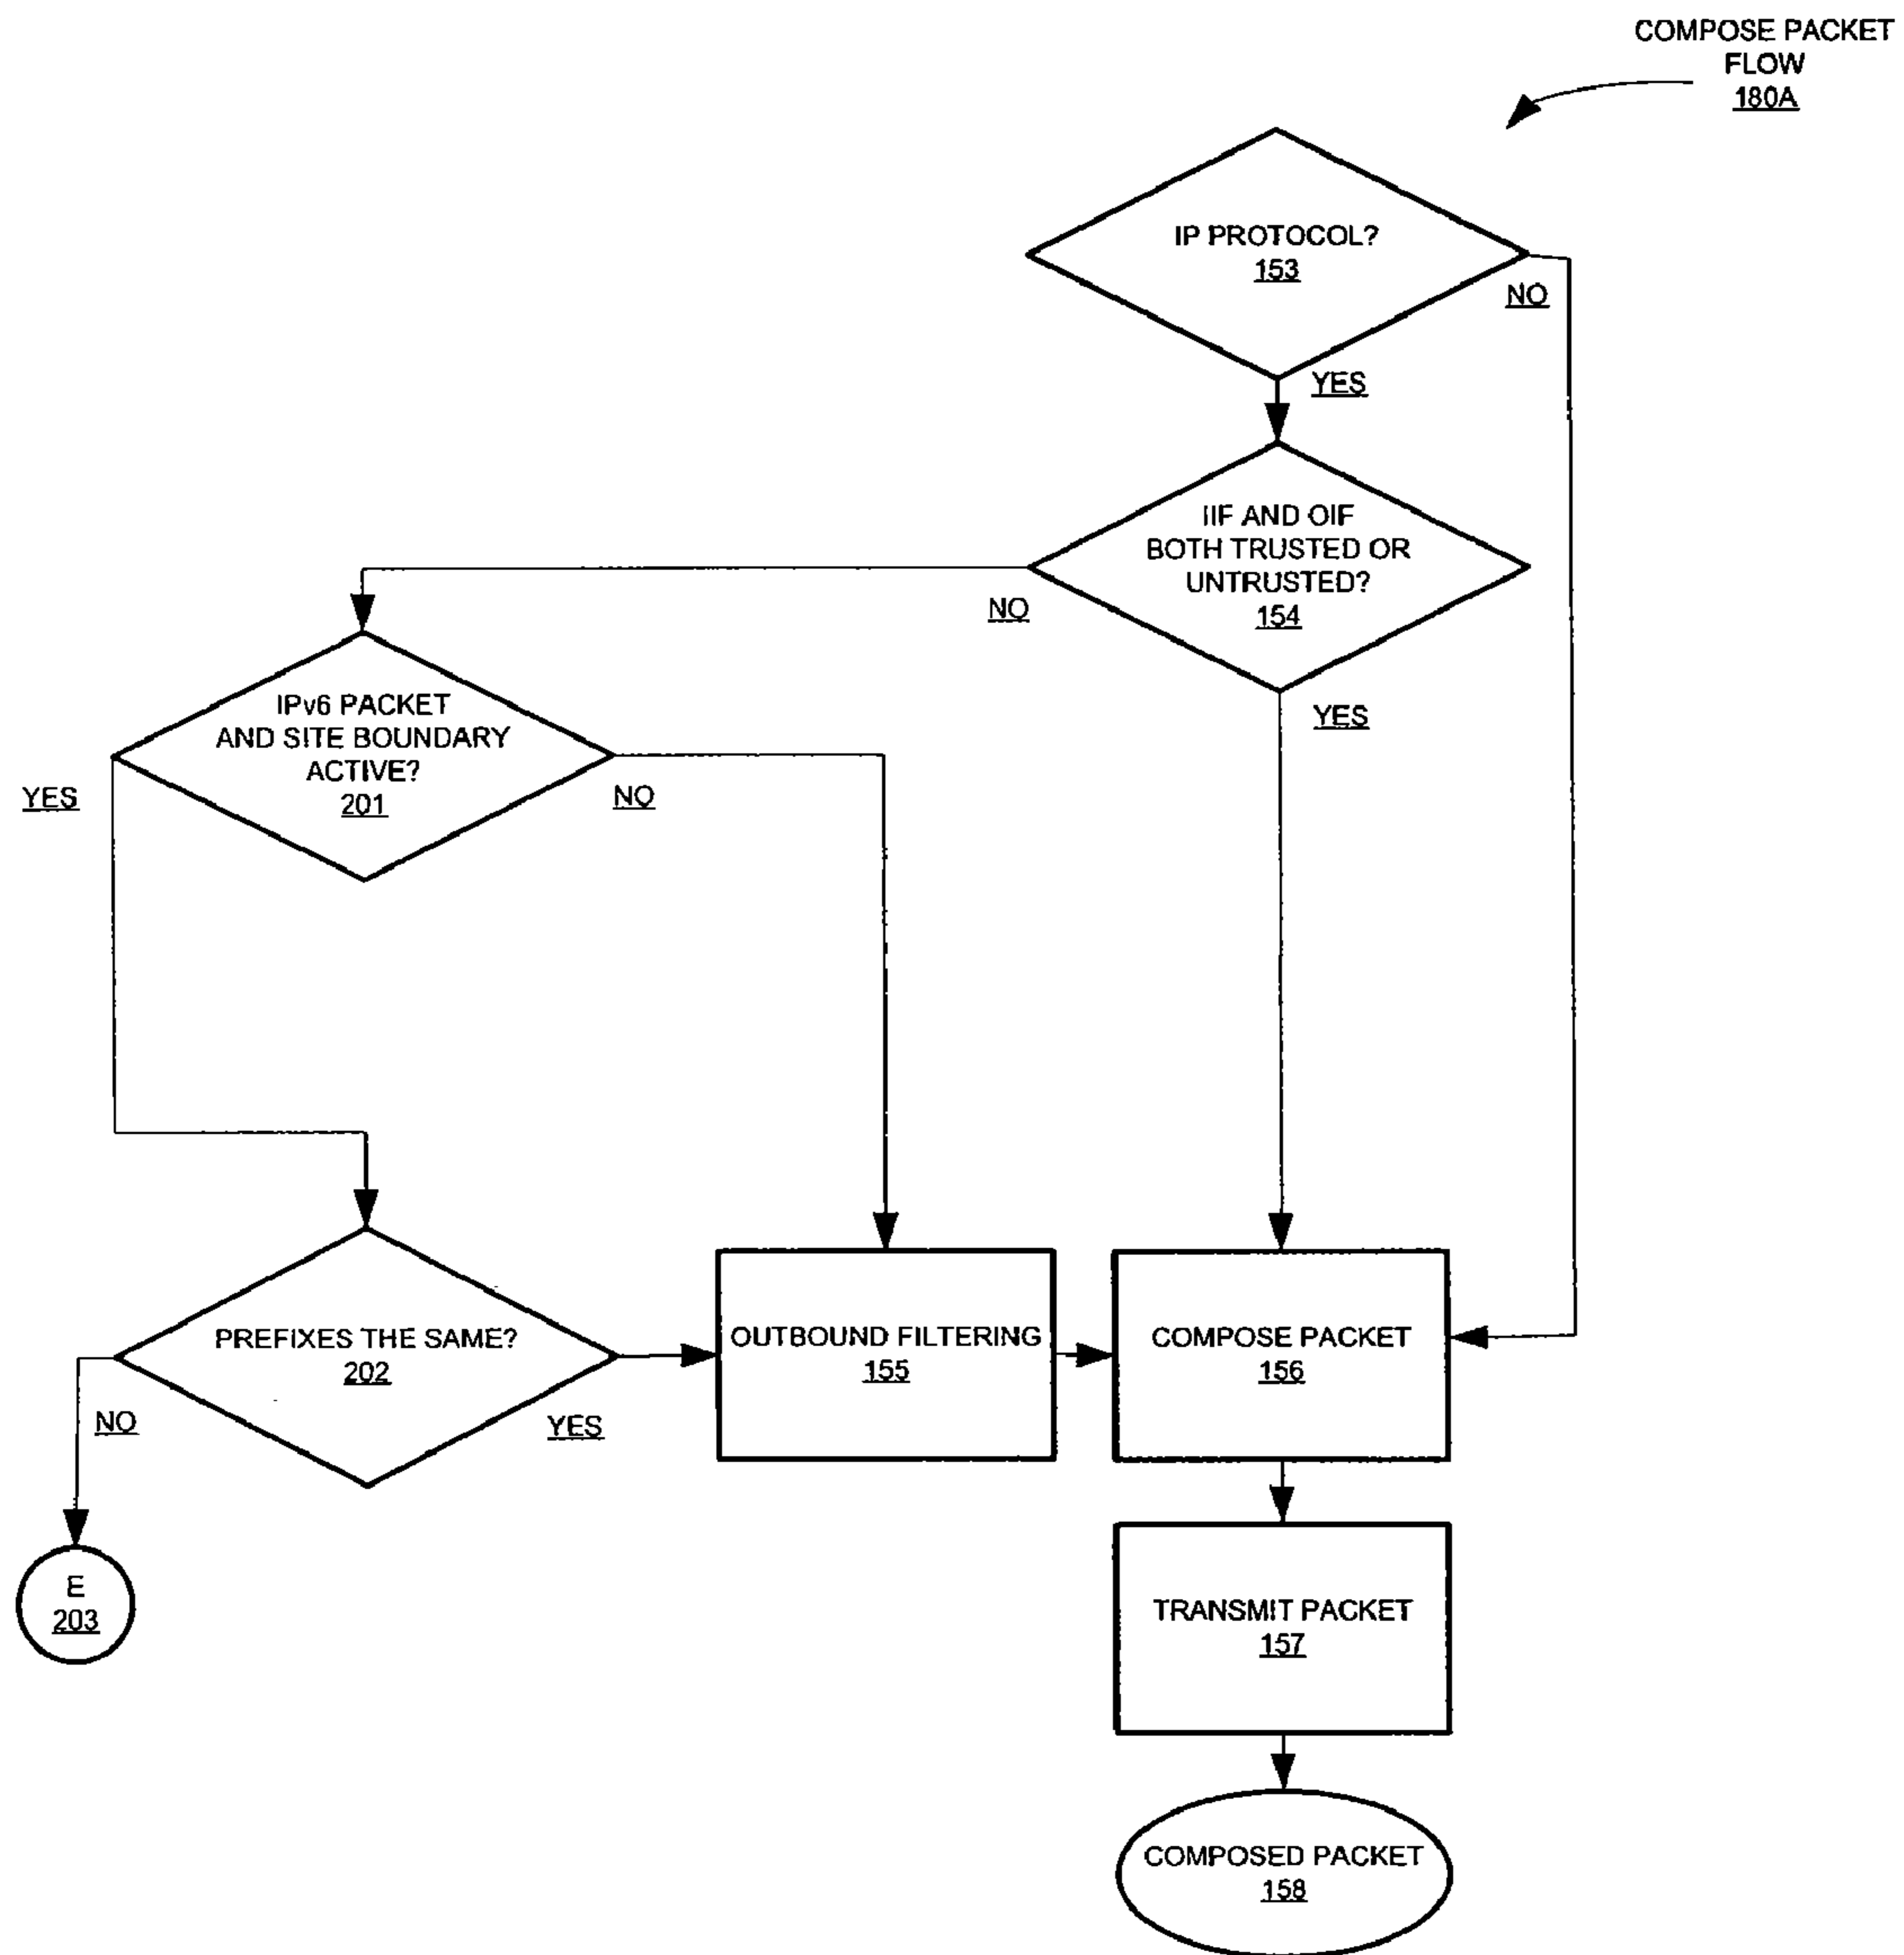 COMPOSE PACKET
FLOW
180A
IP PROTOCOL?
153
NO
YES
IIF AND OIF
BOTH TRUSTED OR
UNTRUSTED?
154
NO
YES
IPv6 PACKET
AND SITE BOUNDARY
ACTIVE?
201
YES
NO
PREFIXES THE SAME?
202
NO
YES
OUTBOUND FILTERING
155
COMPOSE PACKET
156
E
203
TRANSMIT PACKET
157
COMPOSED PACKET
158